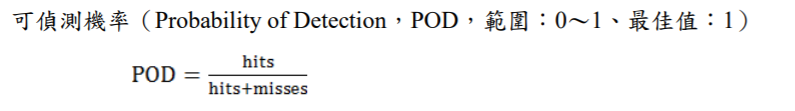 可偵測機率（Probability of Detection，POD，範圍：0～1、最佳值：1）
POD = hits / hits+misses